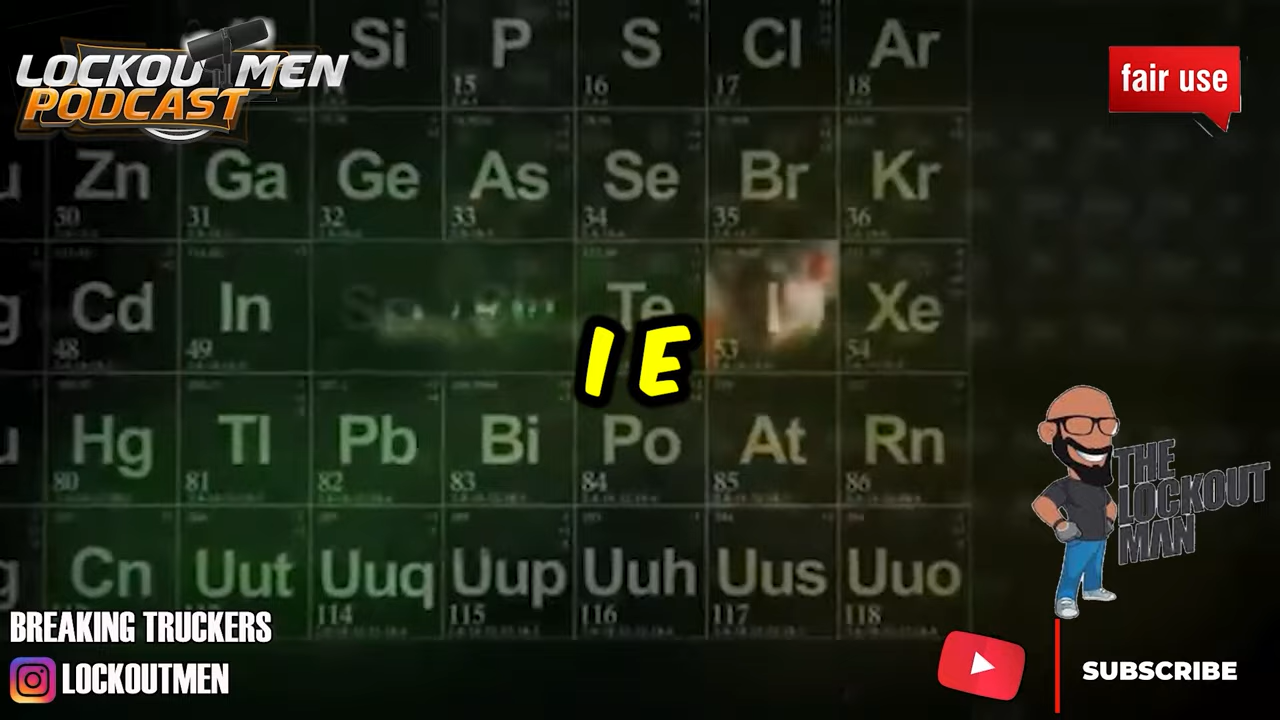 LOCKOU MEN
PODCAST
fair use
Si P S Cl Ar
15 16 17 18
Zn Ga Ge As Se Br Kr
30 31 32 33 34 35 36
Cd In Te I Xe
48 49 53 54
IE
Hg Tl Pb Bi Po At Rn
80 81 82 83 84 85 86
THE
LOCKOUT
MAN
Cn Uut Uuq Uup Uuh Uus Uuo
114 115 116 117 118
BREAKING TRUCKERS
LOCKOUTMEN
SUBSCRIBE